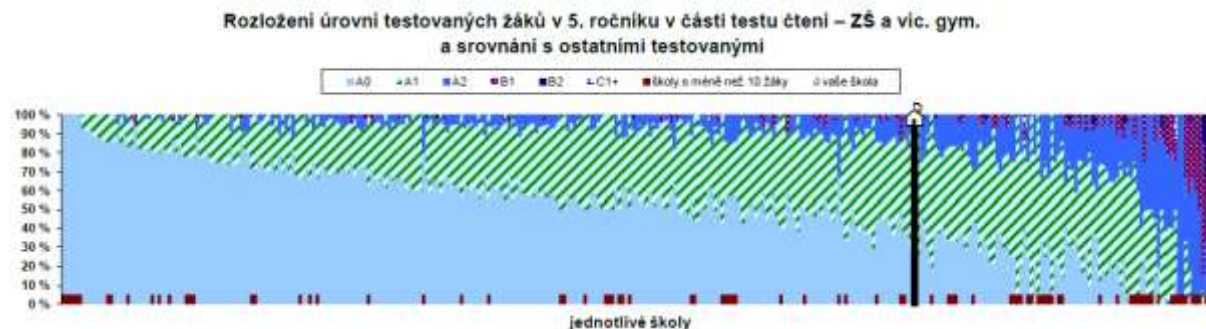 Rozložení úrovní testovaných žáků v 5. ročníku v části testu čtení – ZŠ a víc. gym.
a srovnání s ostatními testovanými
A0 A1 A2 B1 B2 C1+ školy s méně než 10 žáky vaše škola
100 %
90 %
80 %
70 %
60 %
50 %
40 %
30 %
20 %
10 %
0 %
jednotlivé školy